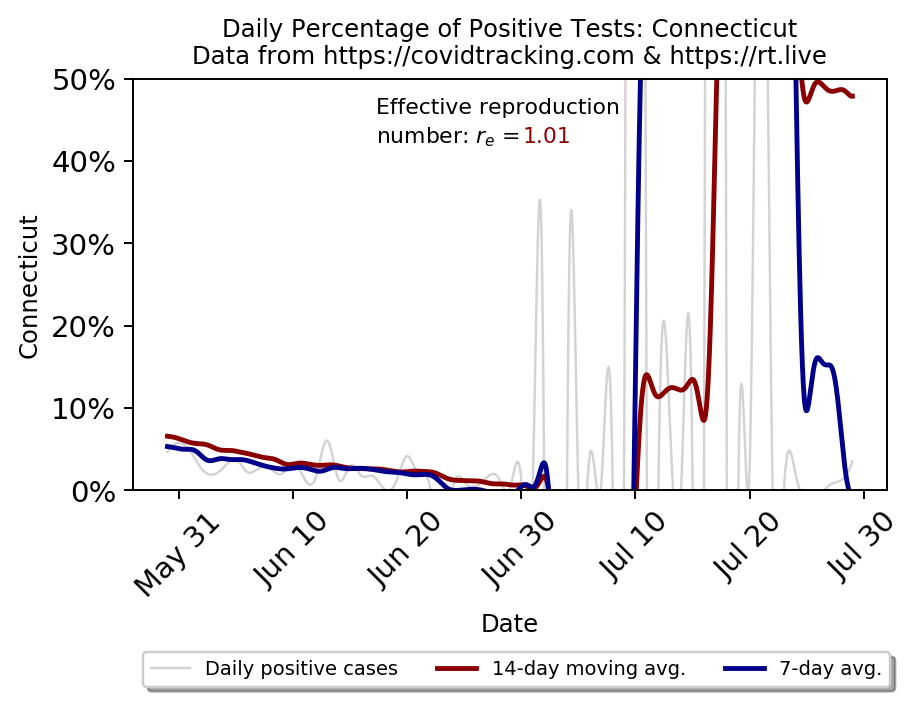 Daily Percentage of Positive Tests: Connecticut
Data from https://covidtracking.com & https://rt.live
50%
40%
30%
20%
10%
0%
Connecticut
Effective reproduction
number: rₑ =1.01
May 31
Jun 10
Jun 20
Jun 30
Jul 10
Jul 20
Jul 30
Date
Daily positive cases
14-day moving avg.
7-day avg.